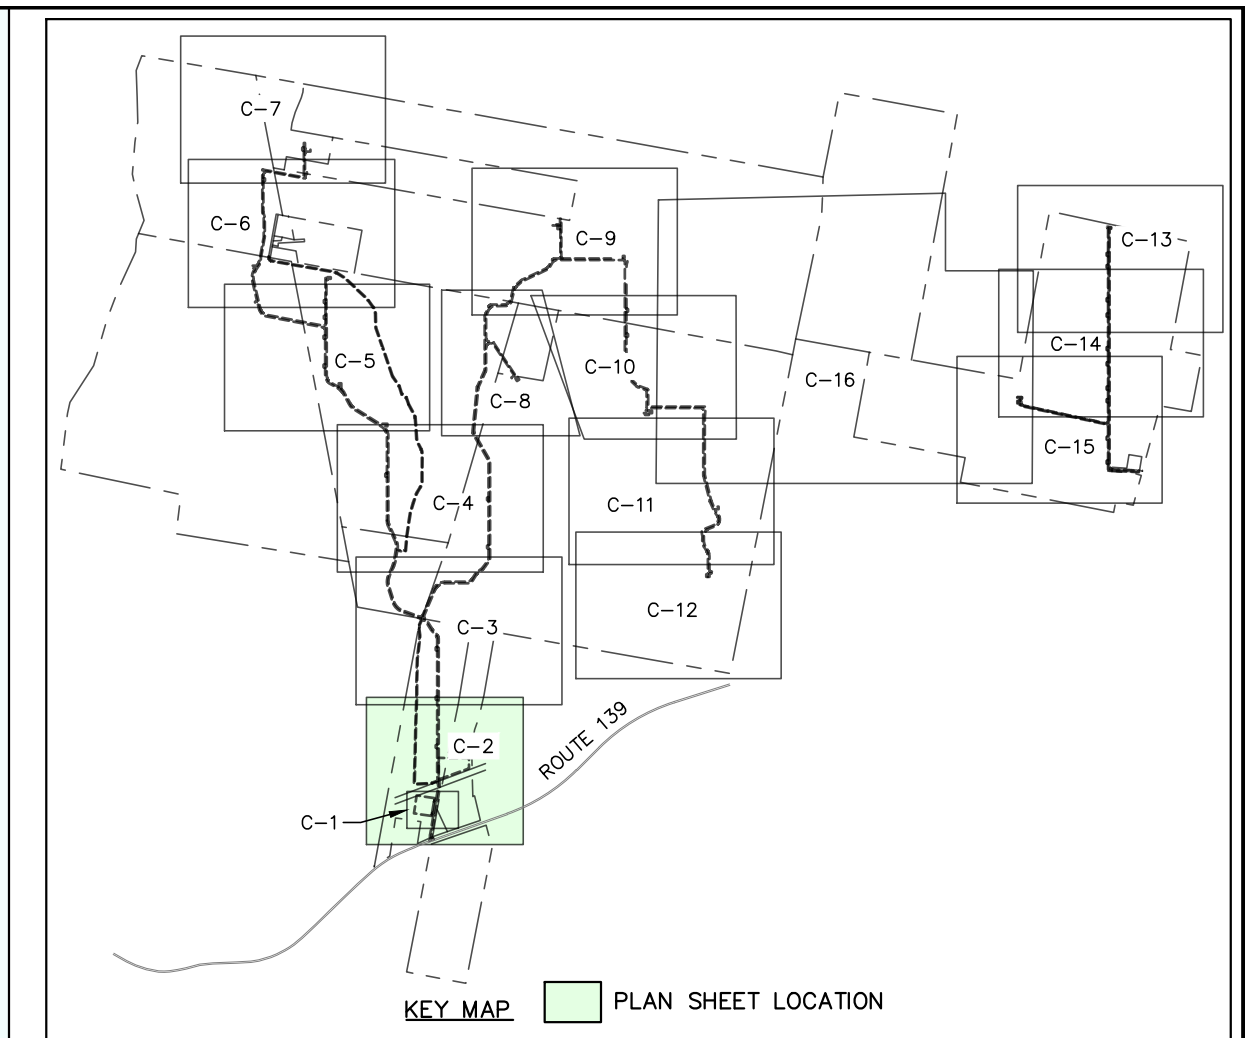 C-7
C-6
C-9
C-13
C-14
C-5
C-10
C-16
C-8
C-15
C-4
C-11
C-12
C-3
ROUTE 139
C-2
C-1
KEY MAP
PLAN SHEET LOCATION